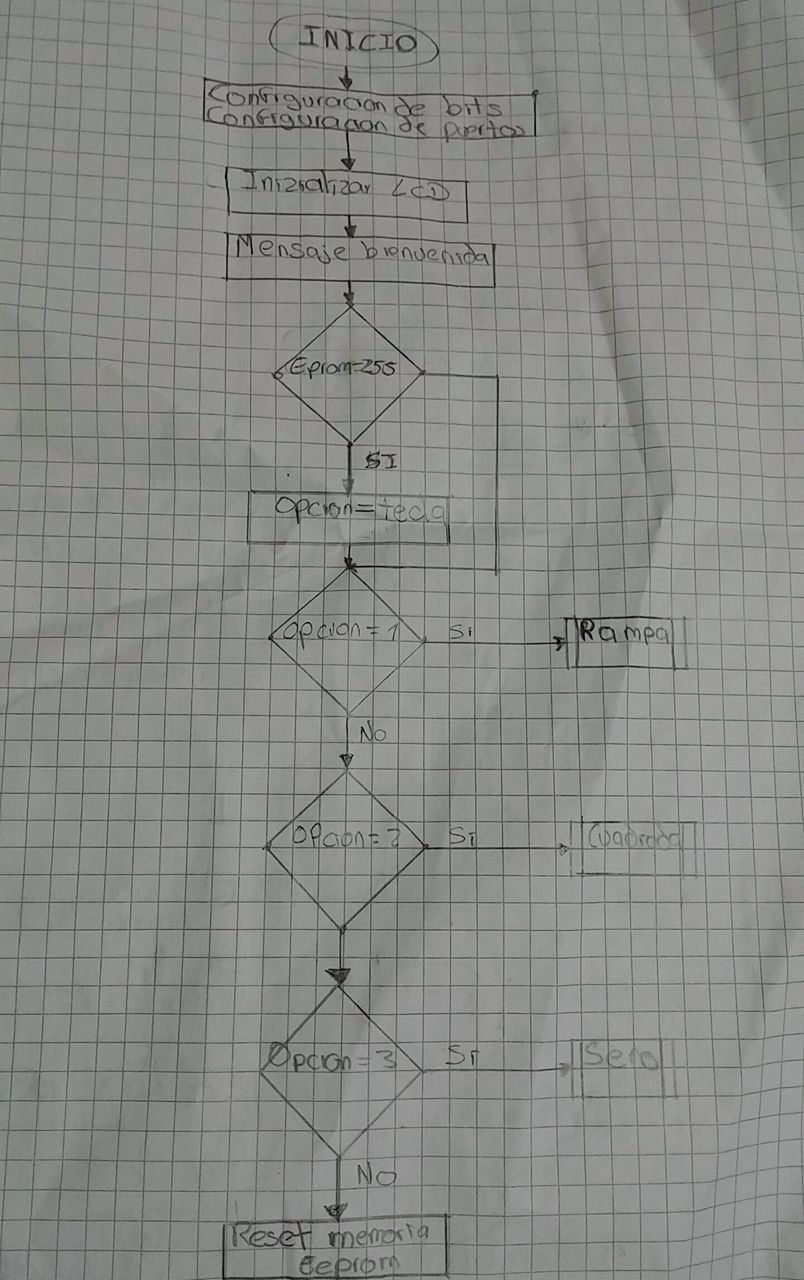 INICIO
Configuracion de bits
Configuracion de puertos
Inizializar LCD
Mensaje bienvenida
Eprom=255
SI
Opcion=tecla
Opcion=1
Si
Rampa
No
Opcion=2
SI
Cuadrada
Opcion=3
SI
Seno
No
Reset memoria
Eeprom